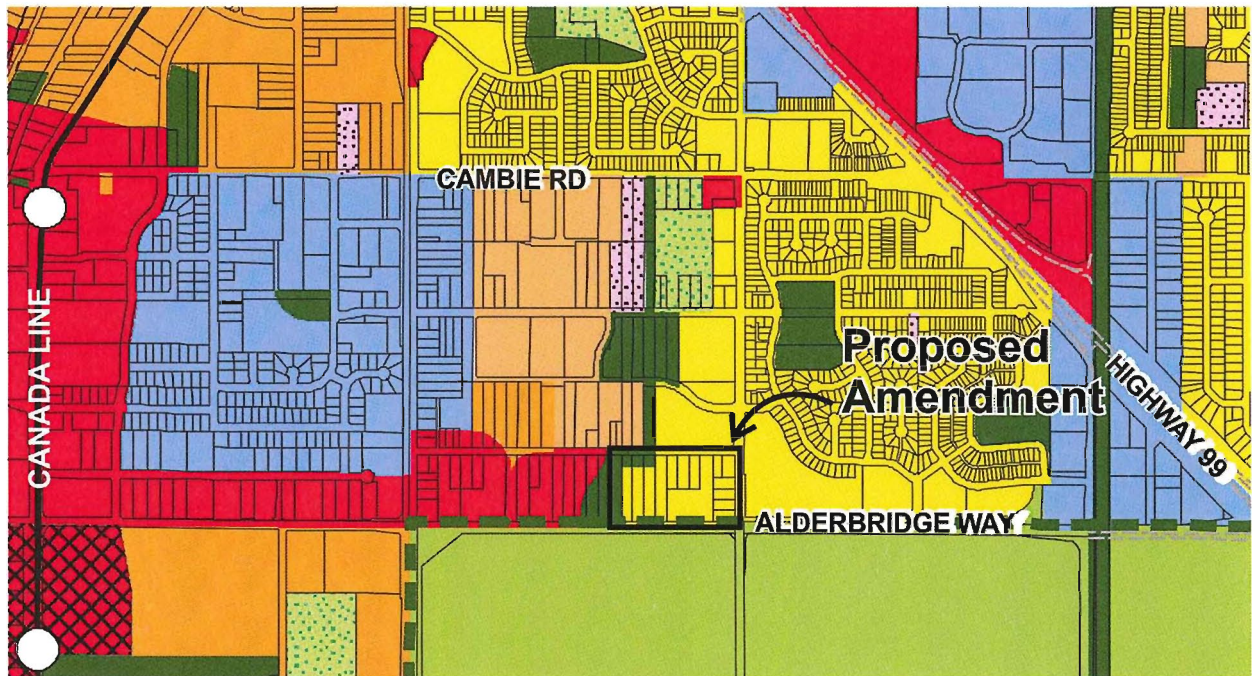 CAMBIE RD
CANADA LINE
Proposed
Amendment
HIGHWAY 99
ALDERBRIDGE WAY